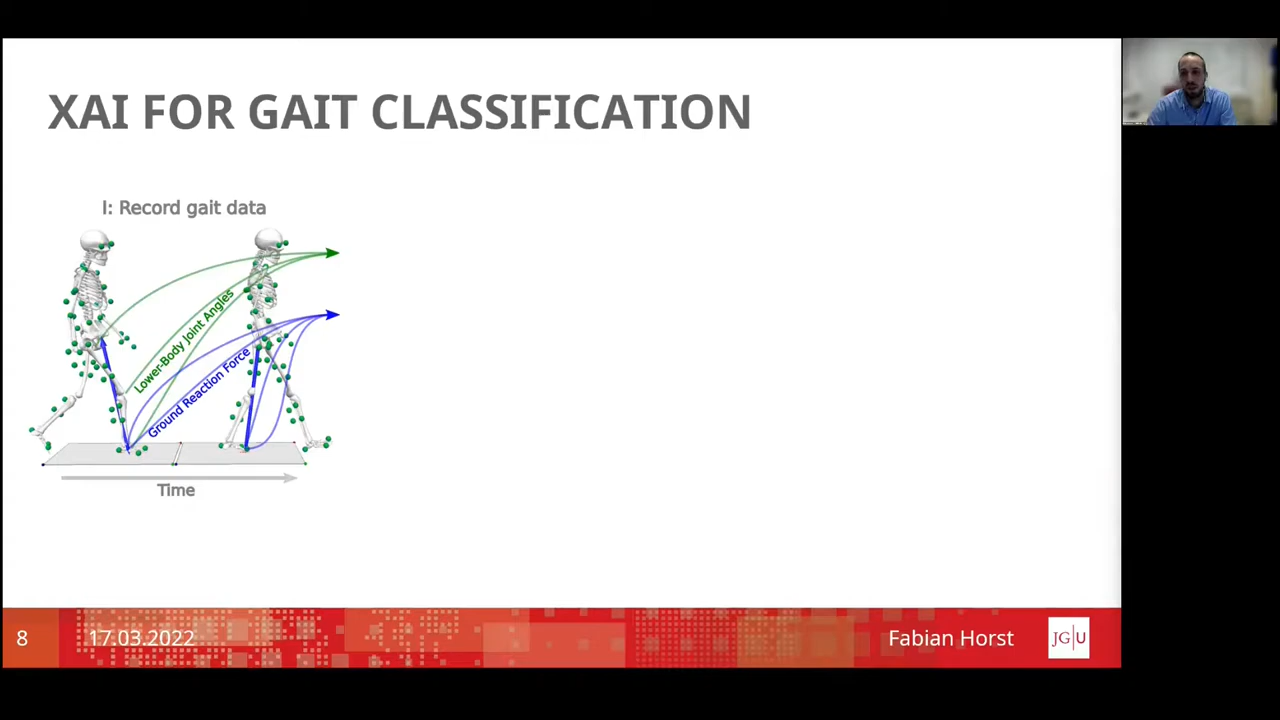 XAI FOR GAIT CLASSIFICATION
I: Record gait data
Lower-Body Joint Angles
Ground Reaction Force
Time
8
17.03.2022
Fabian Horst
JG|U